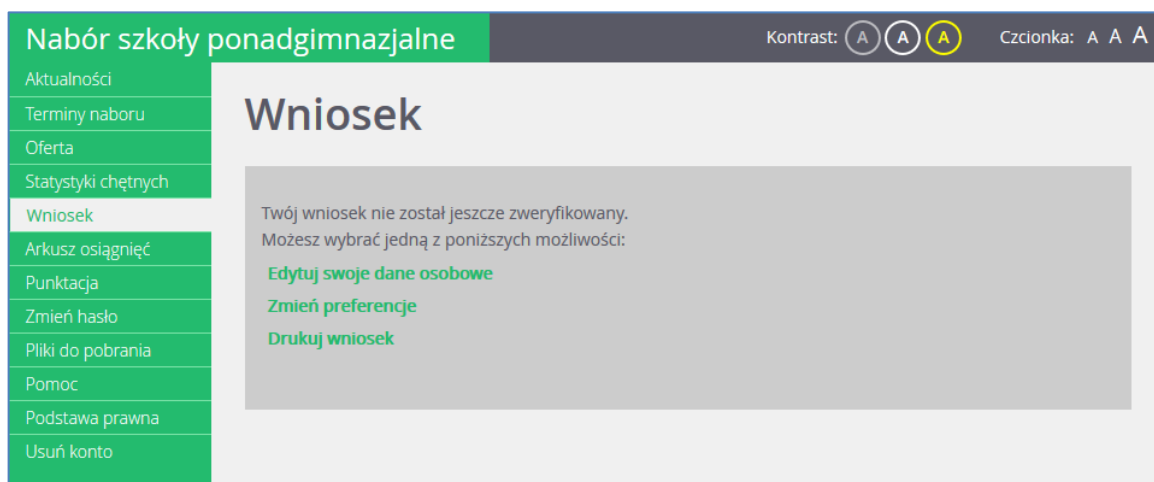 Nabór szkoły ponadgimnazjalne
Kontrast: A A A Czcionka: A A A
Aktualności
Terminy naboru
Oferta
Statystyki chętnych
Wniosek
Arkusz osiągnięć
Punktacja
Zmień hasło
Pliki do pobrania
Pomoc
Podstawa prawna
Usuń konto
Wniosek
Twój wniosek nie został jeszcze zweryfikowany.
Możesz wybrać jedną z poniższych możliwości:
Edytuj swoje dane osobowe
Zmień preferencje
Drukuj wniosek